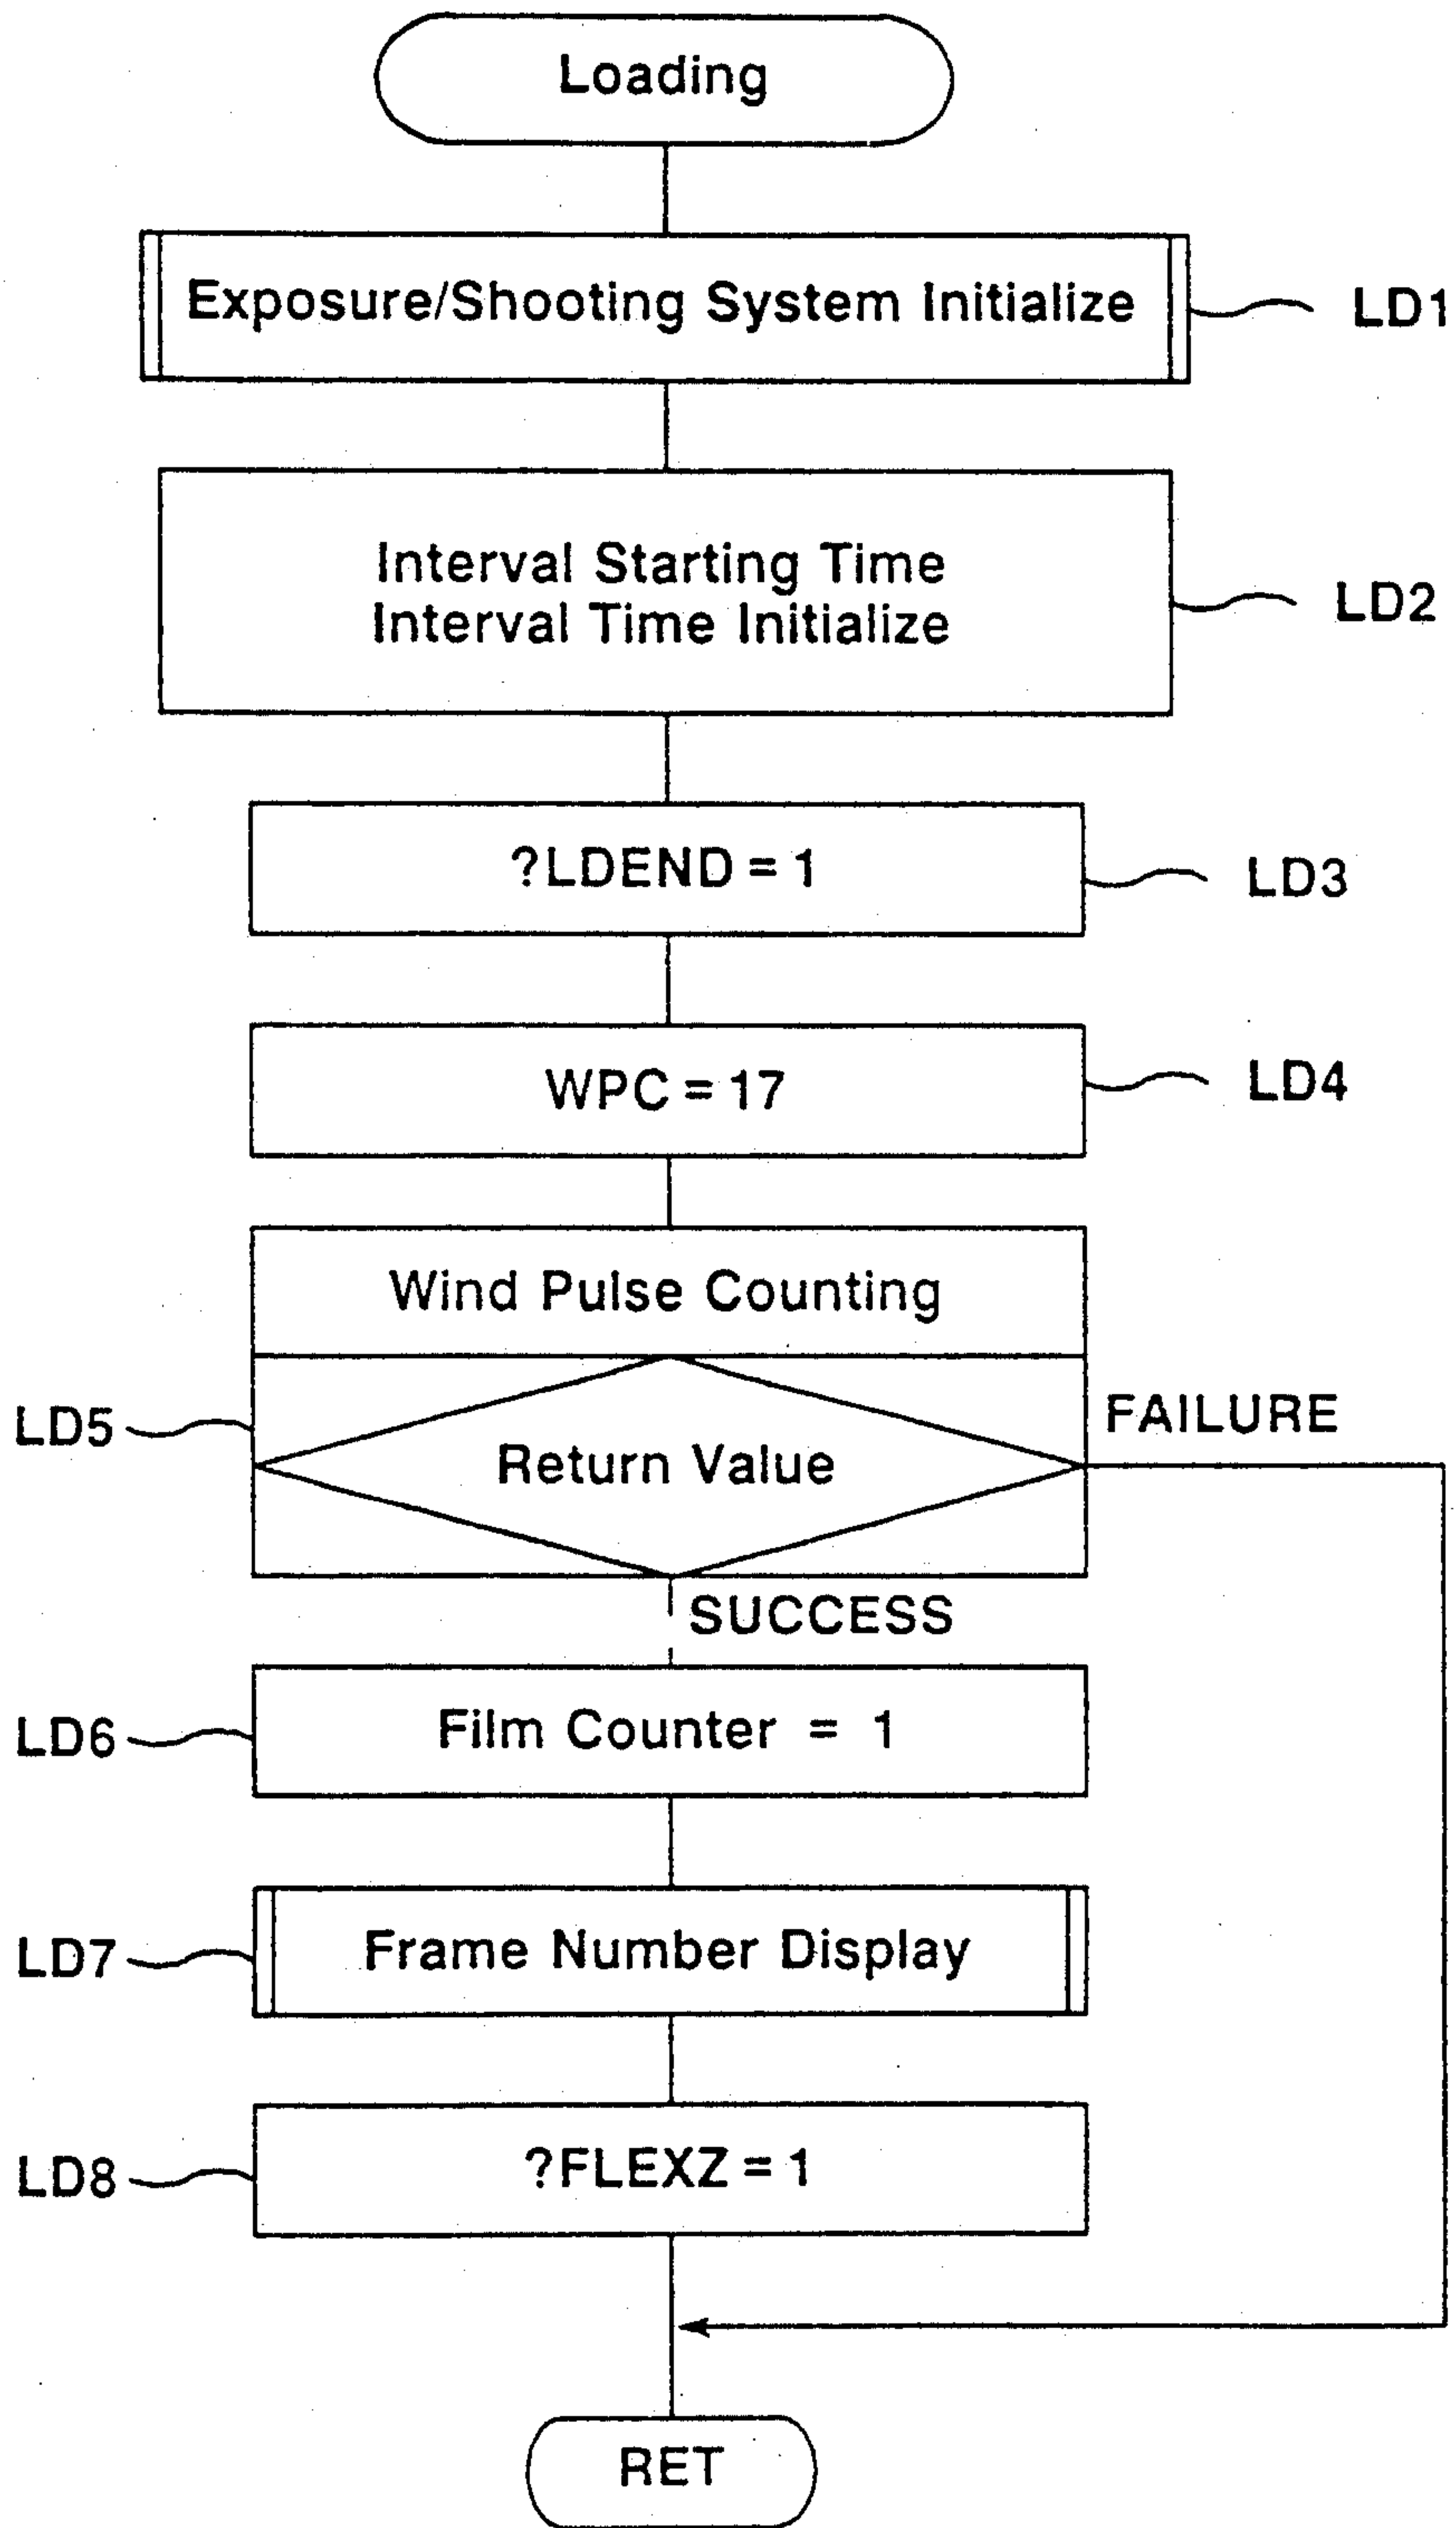 Loading
Exposure/Shooting System Initialize
LD1
Interval Starting Time
Interval Time Initialize
LD2
?LDEND = 1
LD3
WPC = 17
LD4
Wind Pulse Counting
LD5
Return Value
FAILURE
SUCCESS
LD6
Film Counter = 1
LD7
Frame Number Display
LD8
?FLEXZ = 1
RET